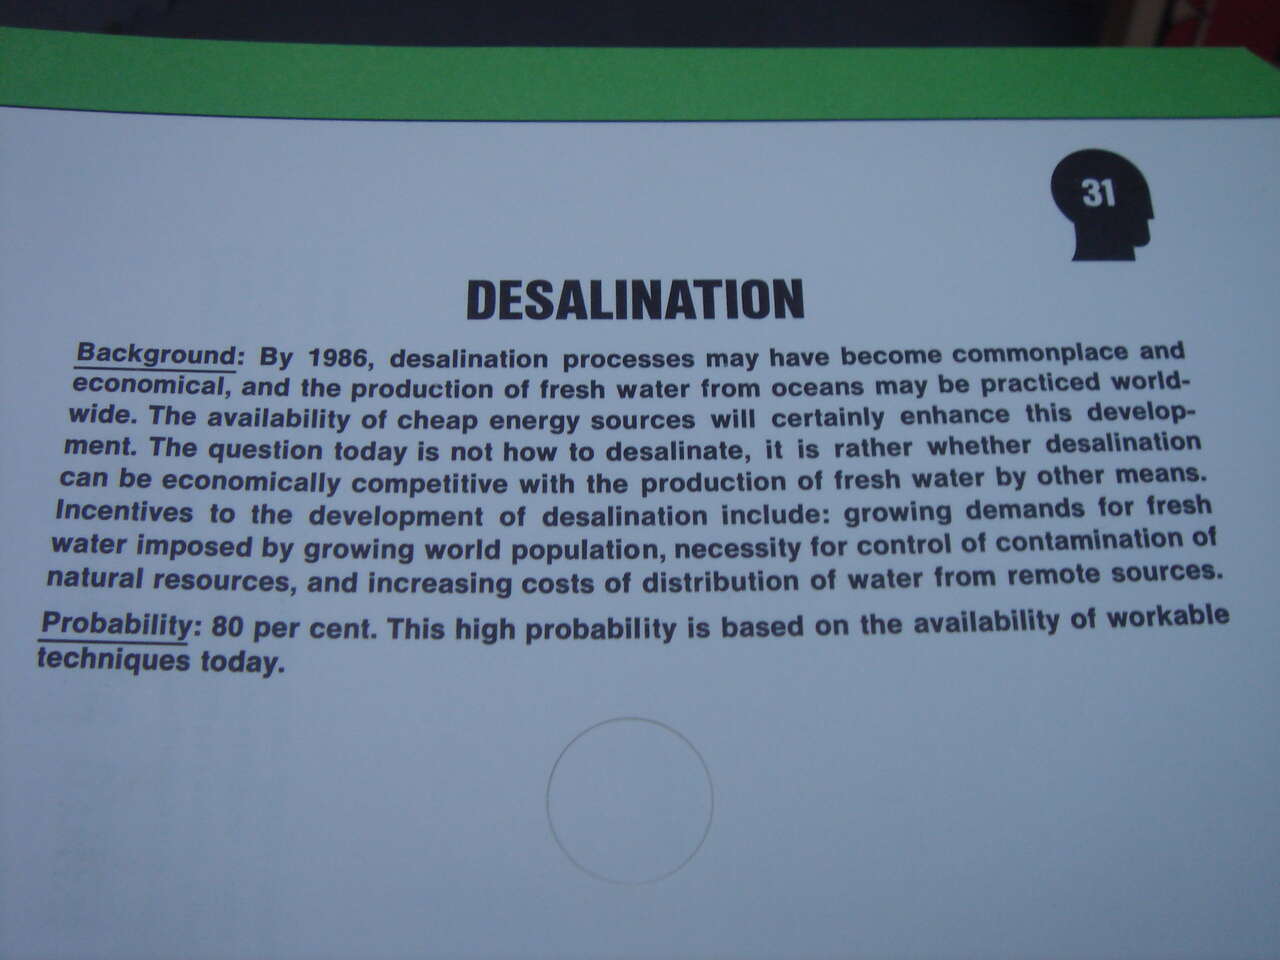 31
DESALINATION
Background: By 1986, desalination processes may have become commonplace and
economical, and the production of fresh water from oceans may be practiced world-
wide. The availability of cheap energy sources will certainly enhance this develop-
ment. The question today is not how to desalinate, it is rather whether desalination
can be economically competitive with the production of fresh water by other means.
Incentives to the development of desalination include: growing demands for fresh
water imposed by growing world population, necessity for control of contamination of
natural resources, and increasing costs of distribution of water from remote sources.
Probability: 80 per cent. This high probability is based on the availability of workable
techniques today.